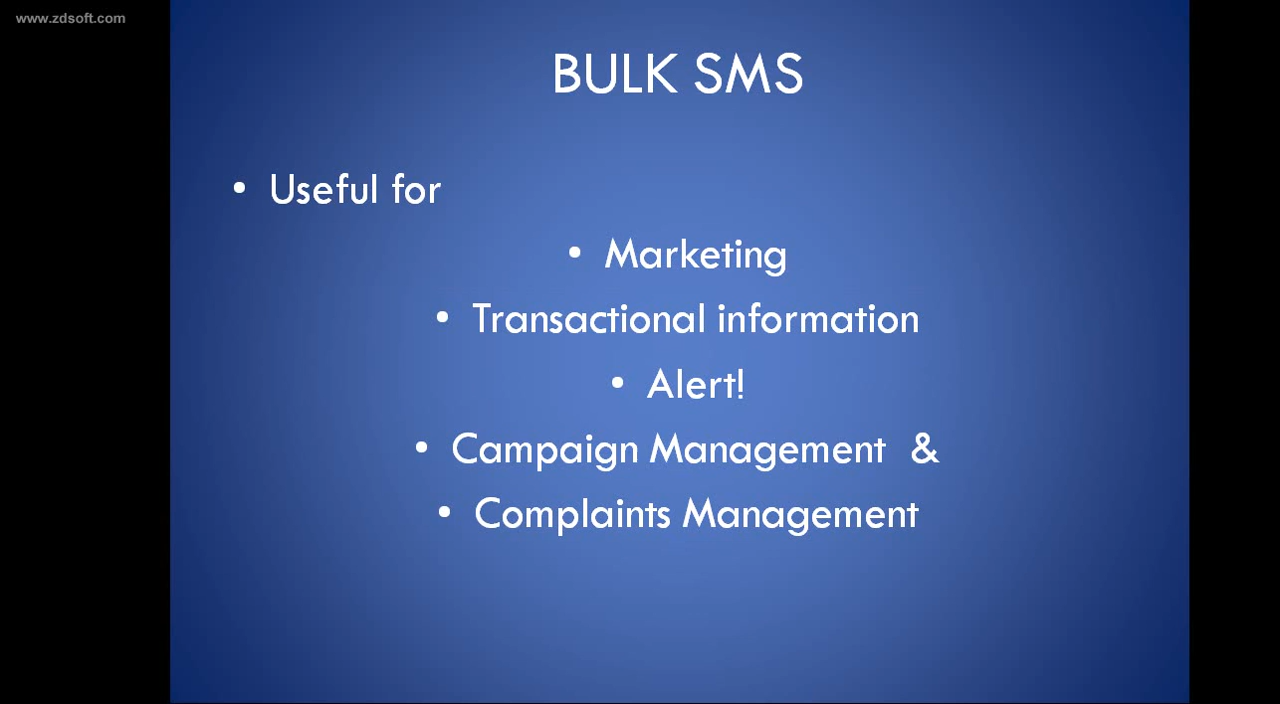 www.zdsoft.com
BULK SMS
• Useful for
• Marketing
• Transactional information
• Alert!
• Campaign Management &
• Complaints Management